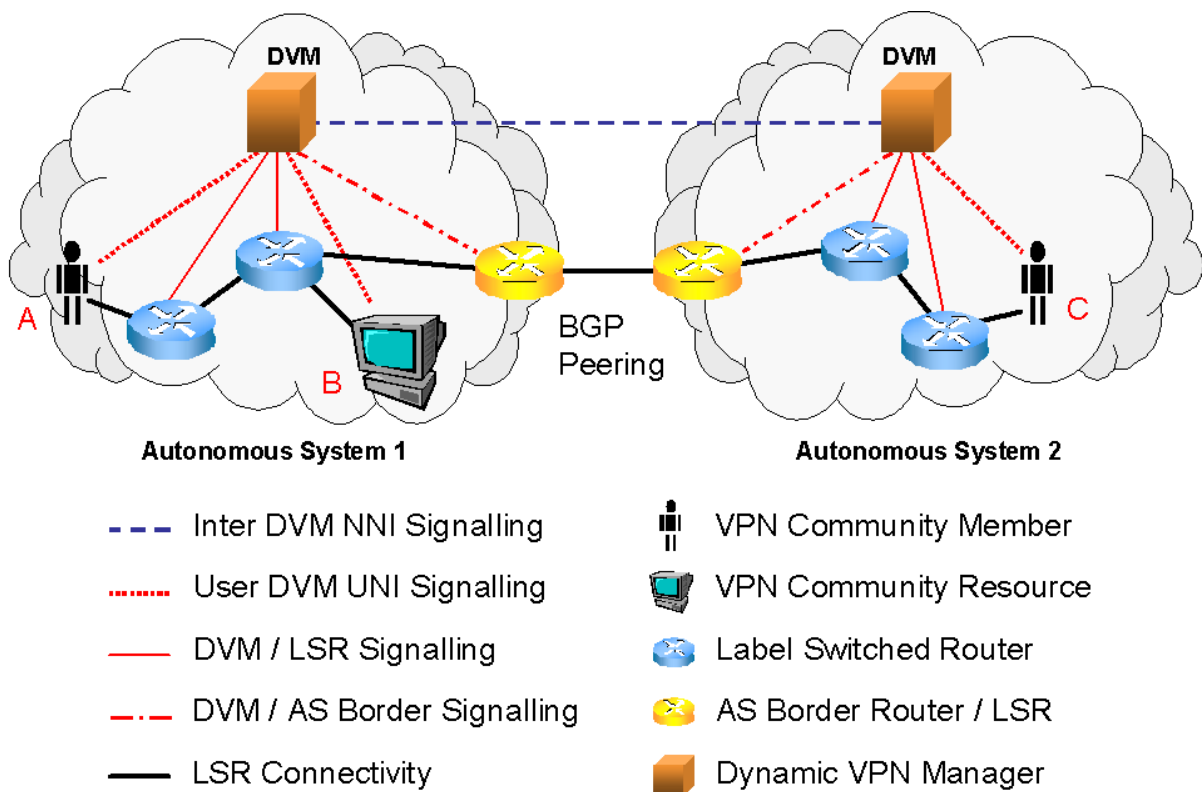 DVM
DVM
A
B
C
BGP
Peering
Autonomous System 1
Autonomous System 2
Inter DVM NNI Signalling
VPN Community Member
User DVM UNI Signalling
VPN Community Resource
DVM / LSR Signalling
Label Switched Router
DVM / AS Border Signalling
AS Border Router / LSR
LSR Connectivity
Dynamic VPN Manager